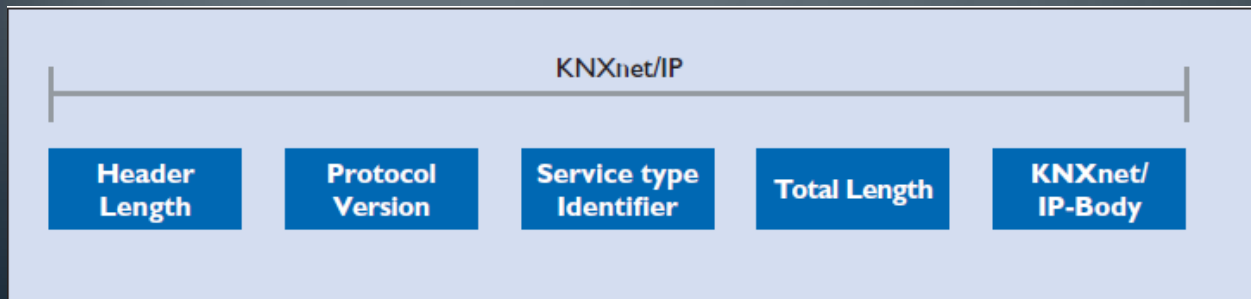 KNXnet/IP
Header
Length
Protocol
Version
Service type
Identifier
Total Length
KNXnet/
IP-Body